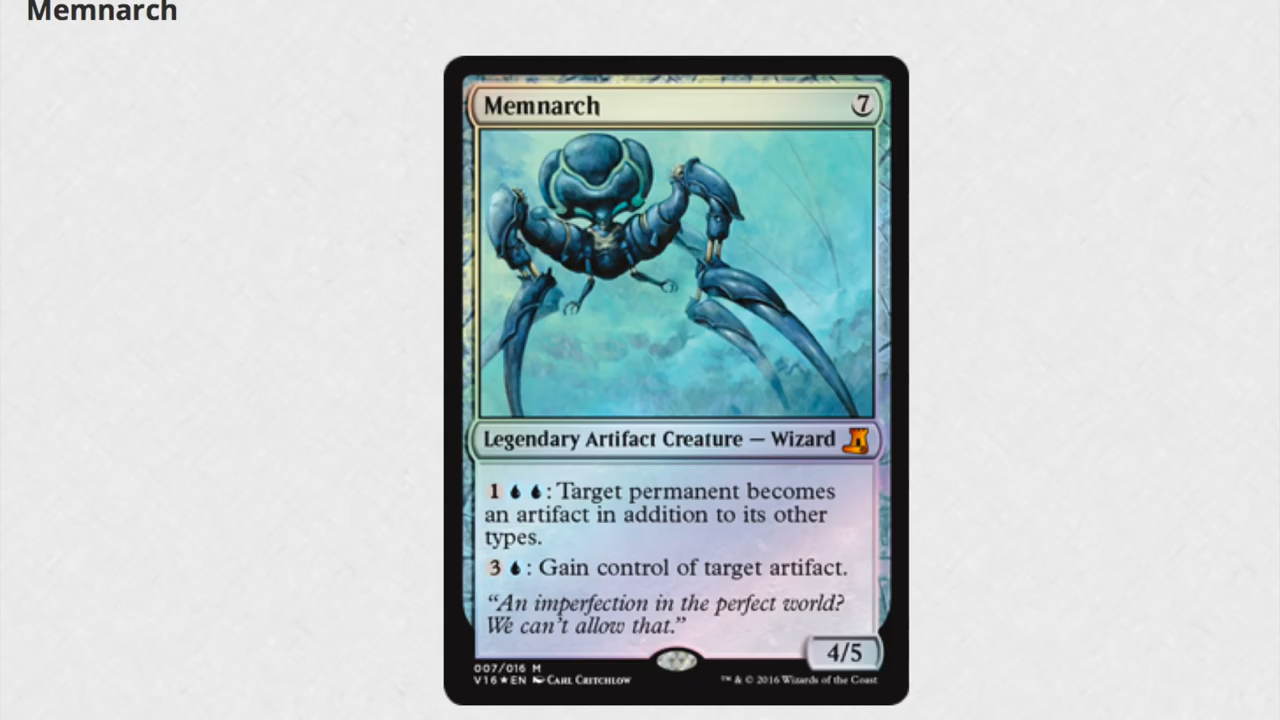 Memnarch
Memnarch 7
Legendary Artifact Creature — Wizard
1 : Target permanent becomes
an artifact in addition to its other
types.
3 : Gain control of target artifact.
“An imperfection in the perfect world?
We can’t allow that.”
4/5
007/016 M
V16★EN Carl Critchlow
™ & © 2016 Wizards of the Coast